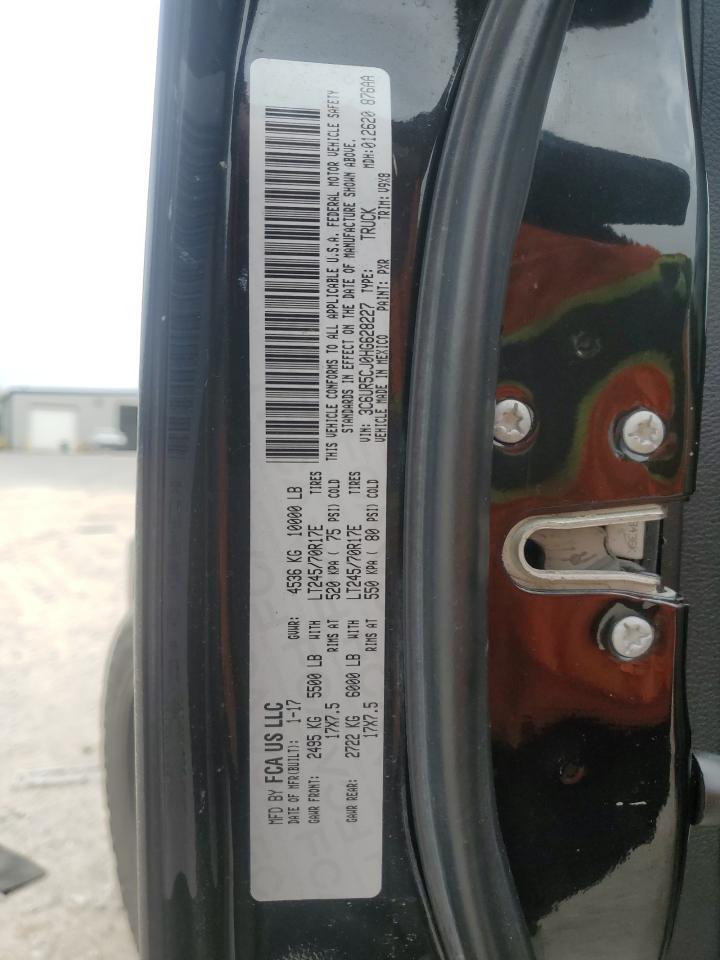 MFD BY FCA US LLC
DATE OF MFR(BUILT): 1-17 GVWR: 4536 KG 10000 LB
GAWR FRONT: 2495 KG 5500 LB WITH LT245/70R17E TIRES
17X7.5 RIMS AT 520 KPA ( 75 PSI) COLD
GAWR REAR: 2722 KG 6000 LB WITH LT245/70R17E TIRES
17X7.5 RIMS AT 550 KPA ( 80 PSI) COLD
THIS VEHICLE CONFORMS TO ALL APPLICABLE U.S.A. FEDERAL MOTOR VEHICLE SAFETY
STANDARDS IN EFFECT ON THE DATE OF MANUFACTURE SHOWN ABOVE.
VIN: 3C6UR5CJ0HG628227 TYPE: TRUCK MDH:012620 876AA
VEHICLE MADE IN MEXICO PAINT: PXR TRIM: V9X8